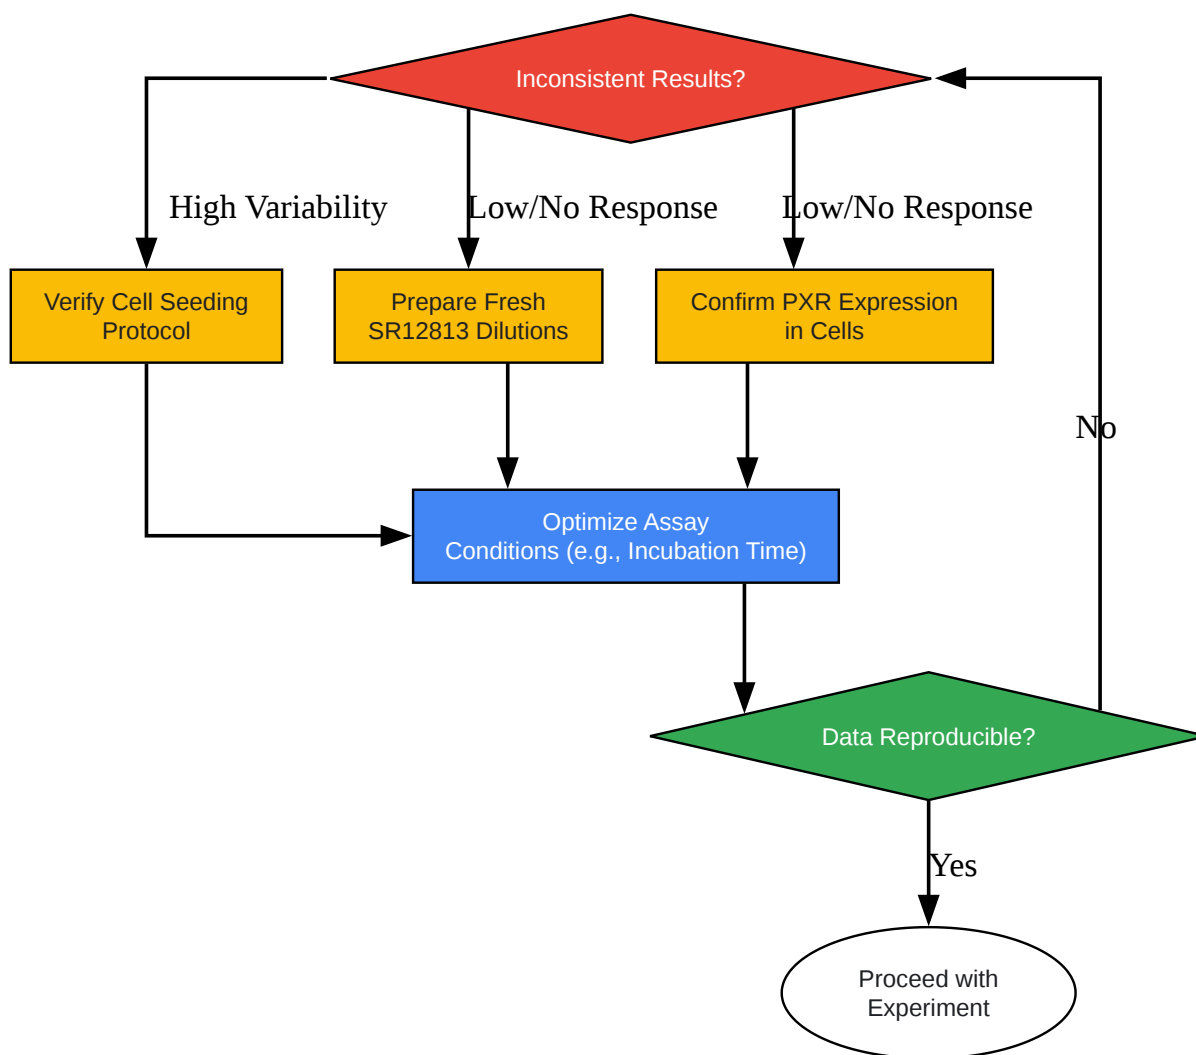 Inconsistent Results?
High Variability
Low/No Response
Low/No Response
Verify Cell Seeding
Protocol
Prepare Fresh
SR12813 Dilutions
Confirm PXR Expression
in Cells
No
Optimize Assay
Conditions (e.g., Incubation Time)
Data Reproducible?
Yes
Proceed with
Experiment